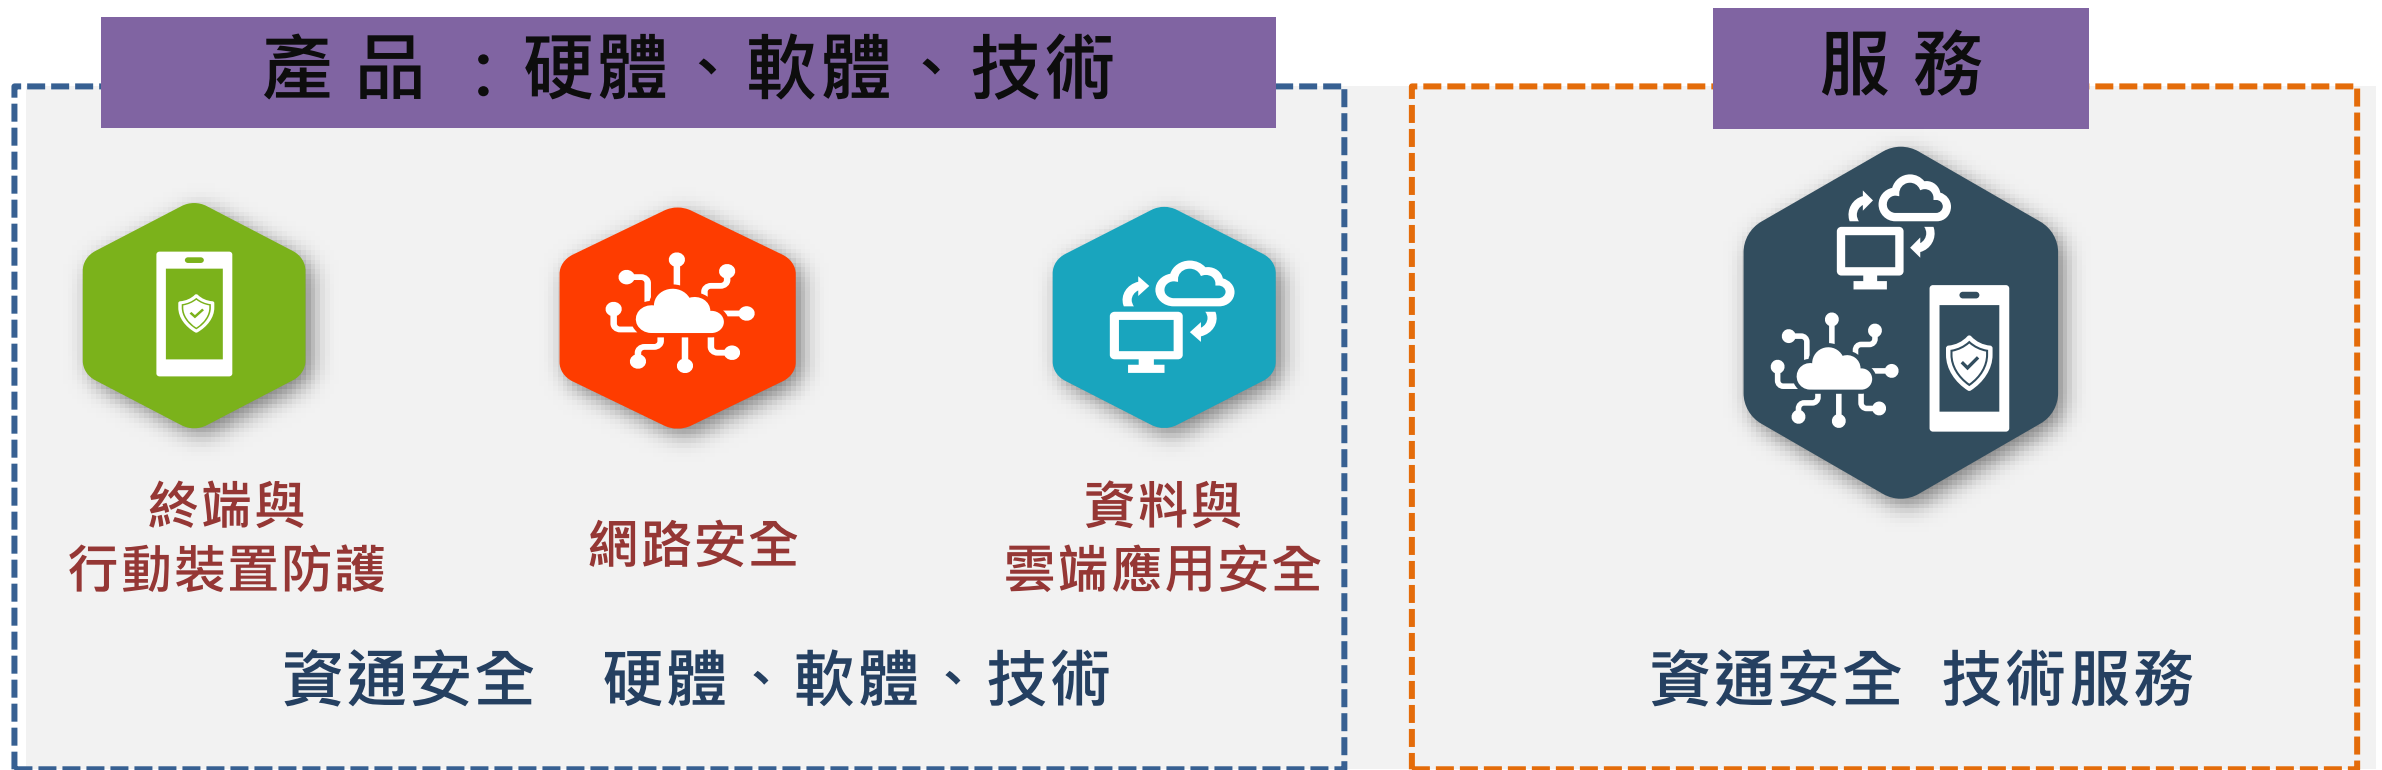 產 品 ：硬體、軟體、技術
服 務
終端與
行動裝置防護
網路安全
資料與
雲端應用安全
資通安全 硬體、軟體、技術
資通安全 技術服務